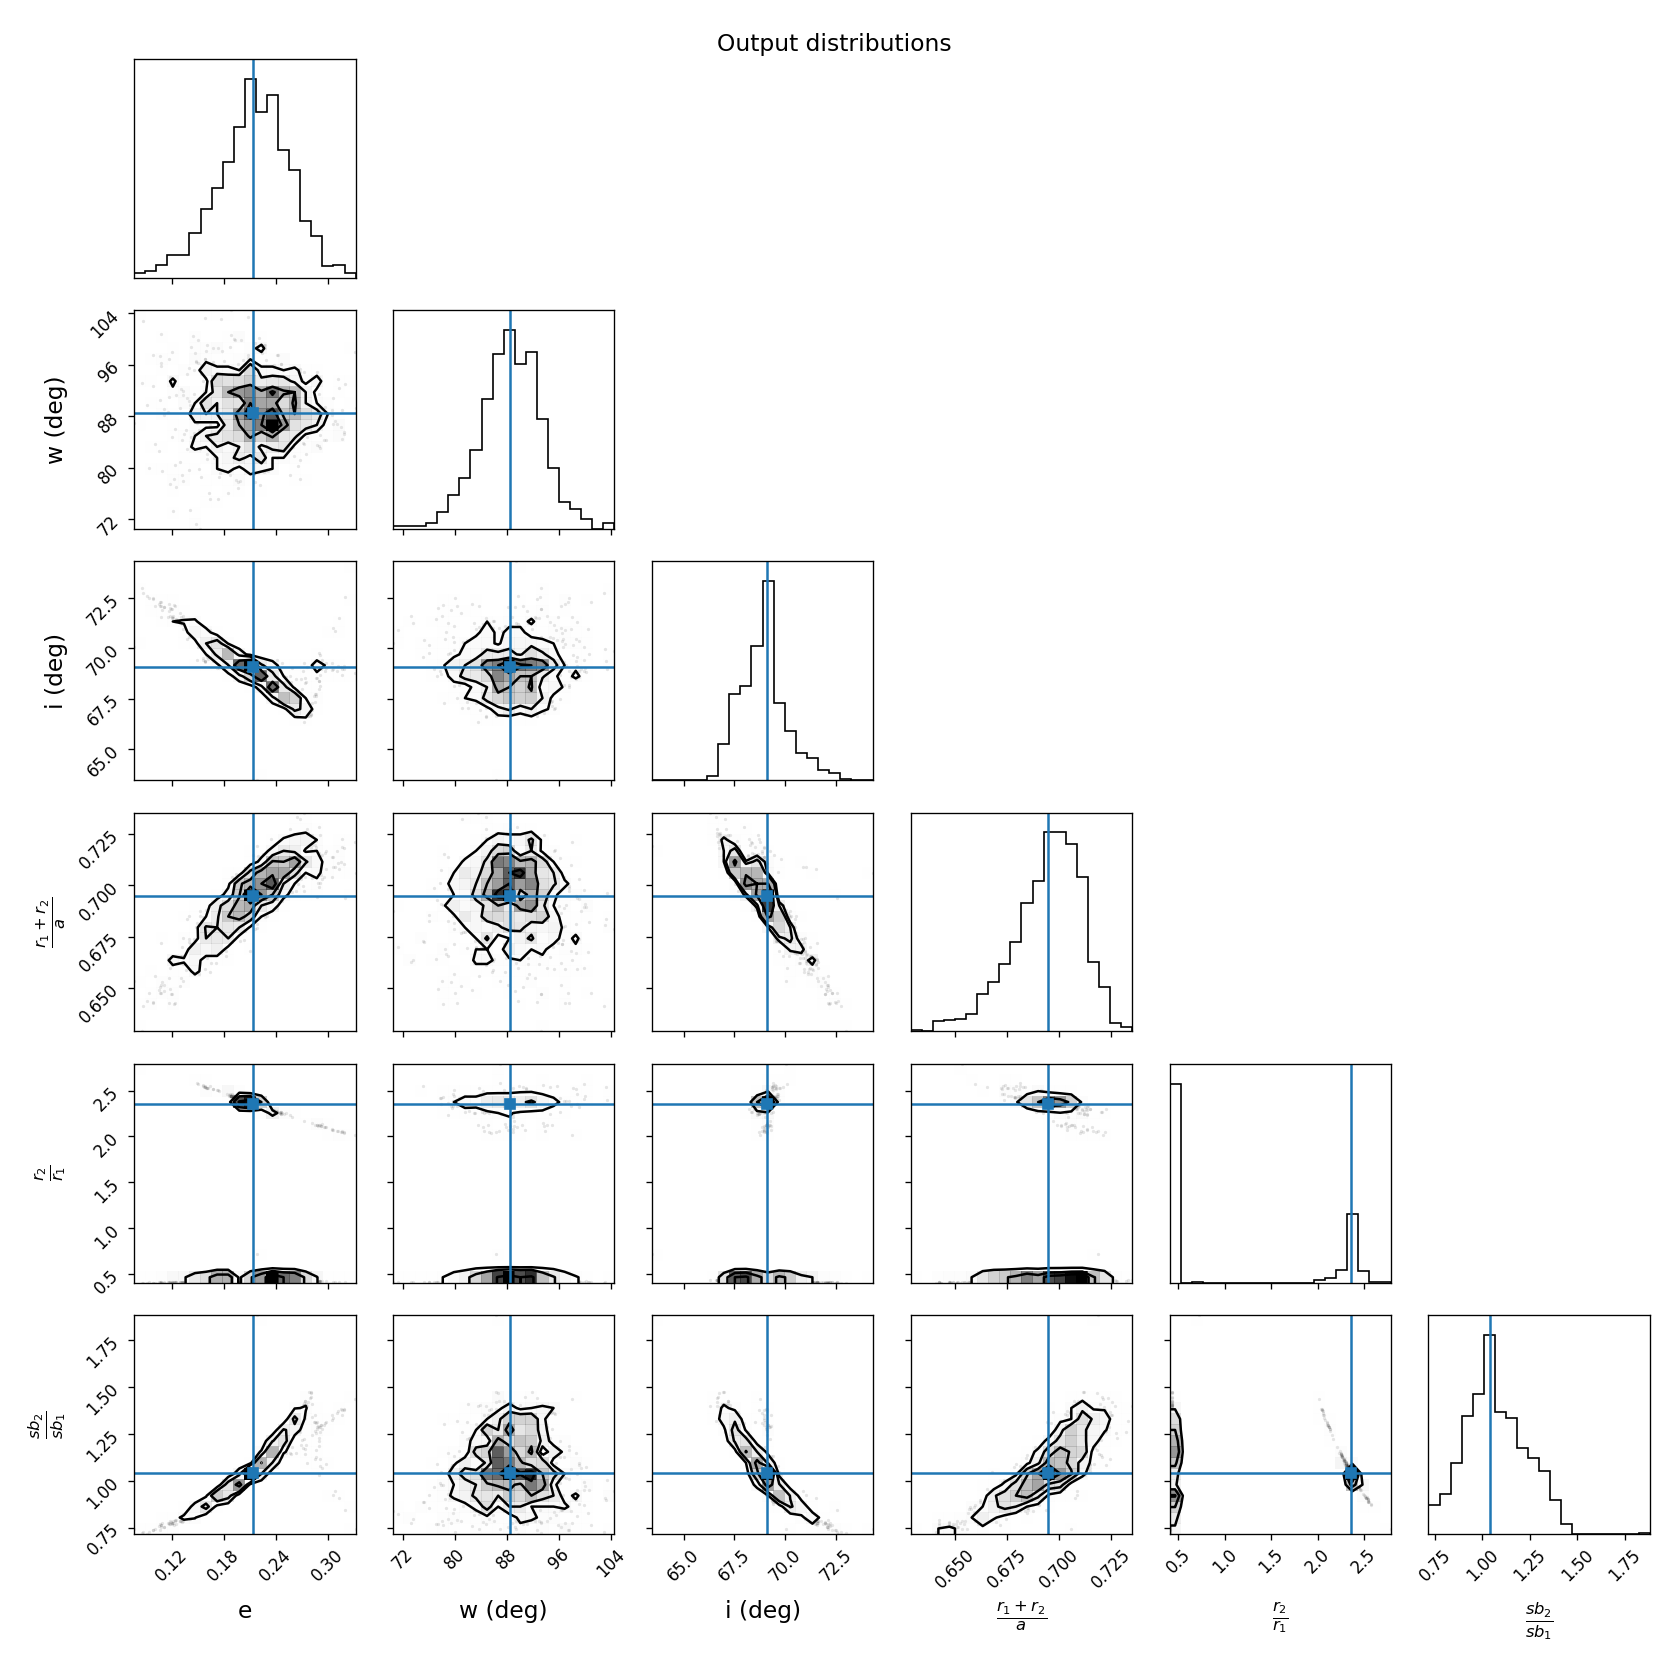 Output distributions
104
96
88
80
72
w (deg)
72.5
70.0
67.5
65.0
i (deg)
0.725
0.700
0.675
0.650
r₁ + r₂
a
2.5
2.0
1.5
1.0
0.5
r₂
r₁
1.75
1.50
1.25
1.00
0.75
sb₂
sb₁
0.12 0.18 0.24 0.30
72 80 88 96 104
65.0 67.5 70.0 72.5
0.650 0.675 0.700 0.725
0.5 1.0 1.5 2.0 2.5
0.75 1.00 1.25 1.50 1.75
e
w (deg)
i (deg)
r₁ + r₂
a
r₂
r₁
sb₂
sb₁